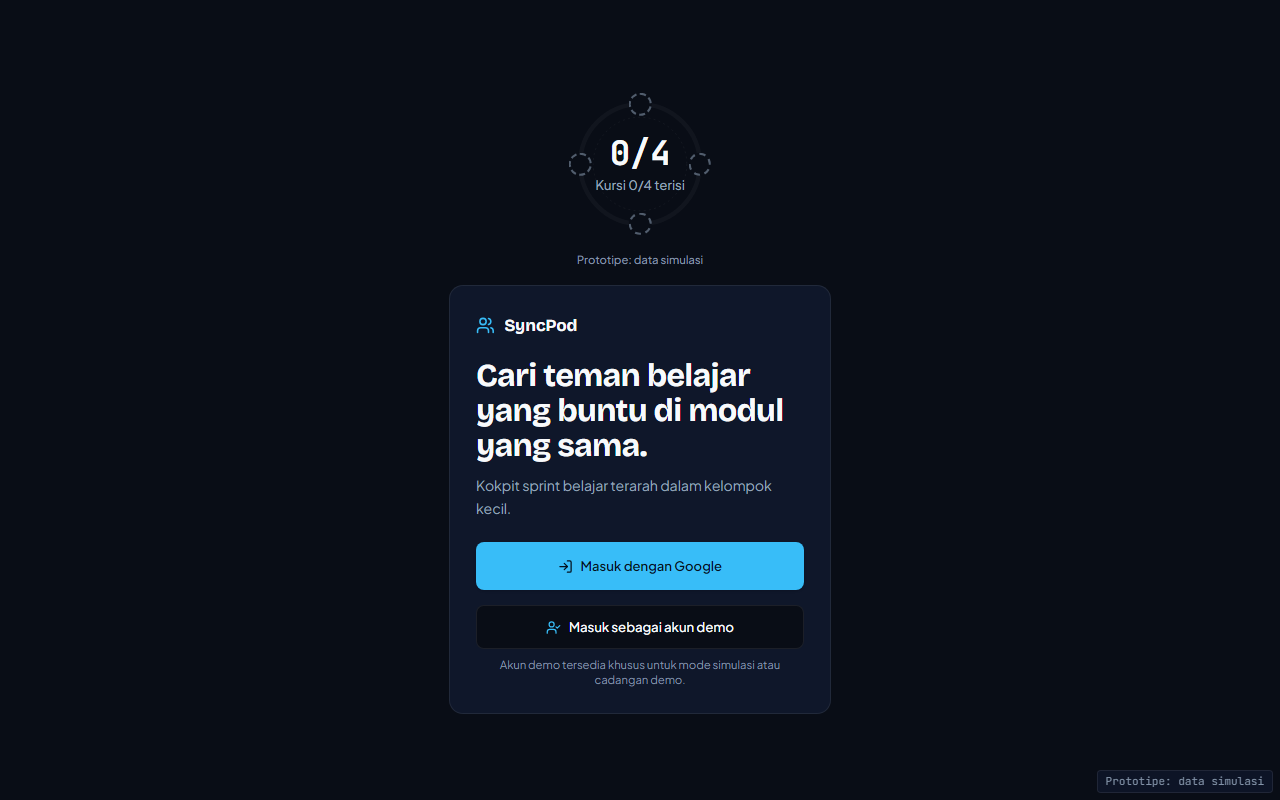 0/4
Kursi 0/4 terisi
Prototipe: data simulasi
SyncPod
Cari teman belajar
yang buntu di modul
yang sama.
Kokpit sprint belajar terarah dalam kelompok
kecil.
Masuk dengan Google
Masuk sebagai akun demo
Akun demo tersedia khusus untuk mode simulasi atau
cadangan demo.
Prototipe: data simulasi